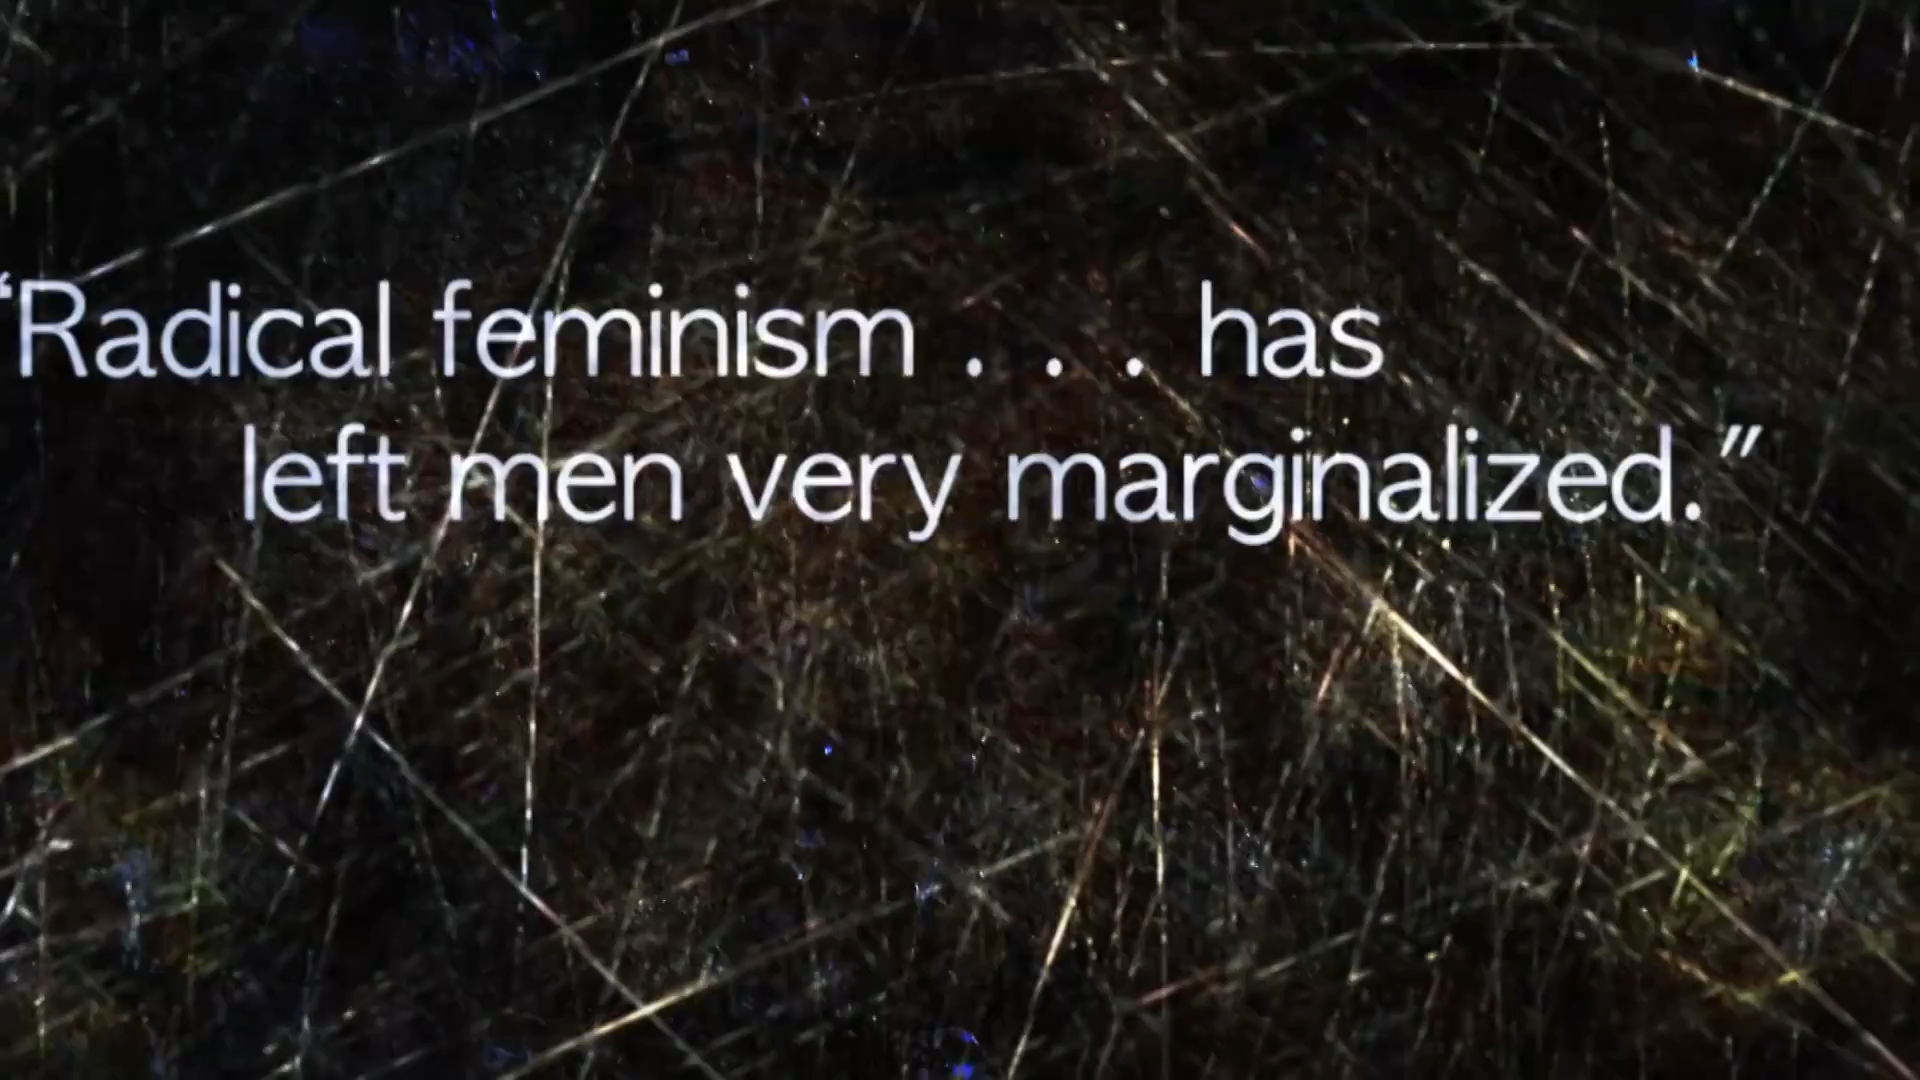 “Radical feminism . . . has
left men very marginalized.”